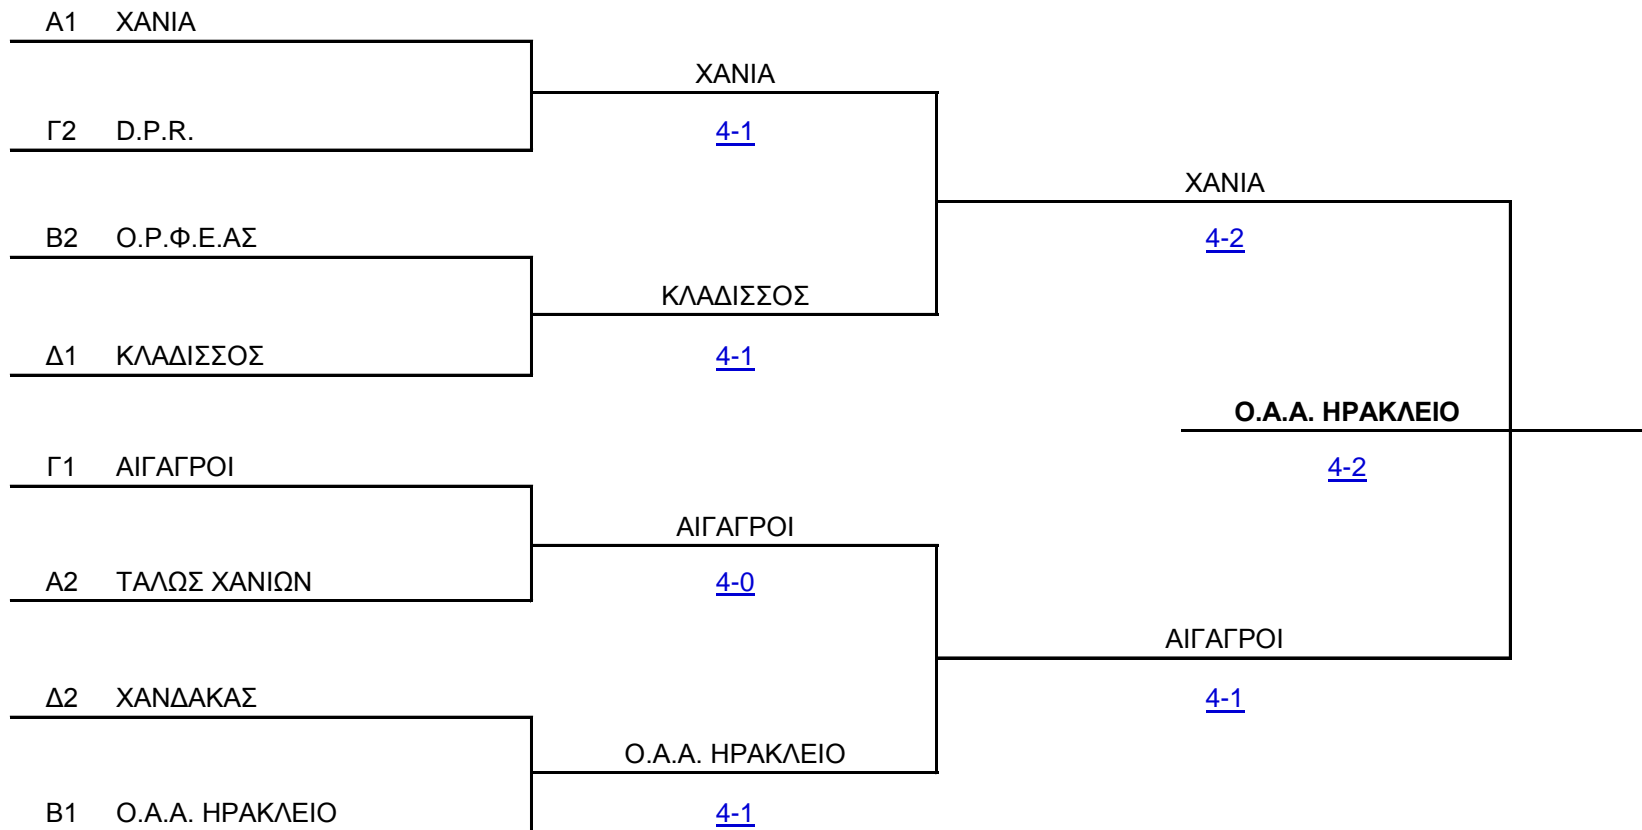 Α1 ΧΑΝΙΑ
ΧΑΝΙΑ
Γ2 D.P.R.
4-1
ΧΑΝΙΑ
Β2 Ο.Ρ.Φ.Ε.ΑΣ
4-2
ΚΛΑΔΙΣΣΟΣ
Δ1 ΚΛΑΔΙΣΣΟΣ
4-1
Ο.Α.Α. ΗΡΑΚΛΕΙΟ
Γ1 ΑΙΓΑΓΡΟΙ
4-2
ΑΙΓΑΓΡΟΙ
Α2 ΤΑΛΩΣ ΧΑΝΙΩΝ
4-0
ΑΙΓΑΓΡΟΙ
Δ2 ΧΑΝΔΑΚΑΣ
4-1
Ο.Α.Α. ΗΡΑΚΛΕΙΟ
Β1 Ο.Α.Α. ΗΡΑΚΛΕΙΟ
4-1